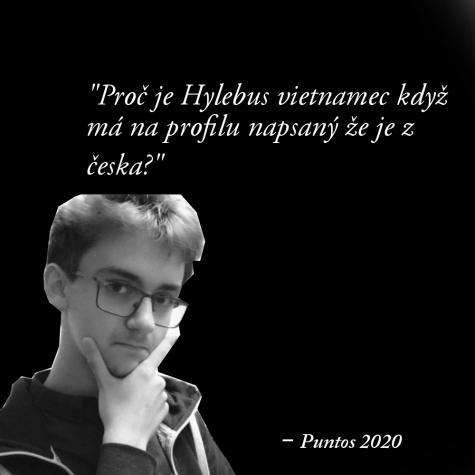 "Proč je Hylebus vietnamec když
má na profilu napsaný že je z
česka?"
– Puntos 2020